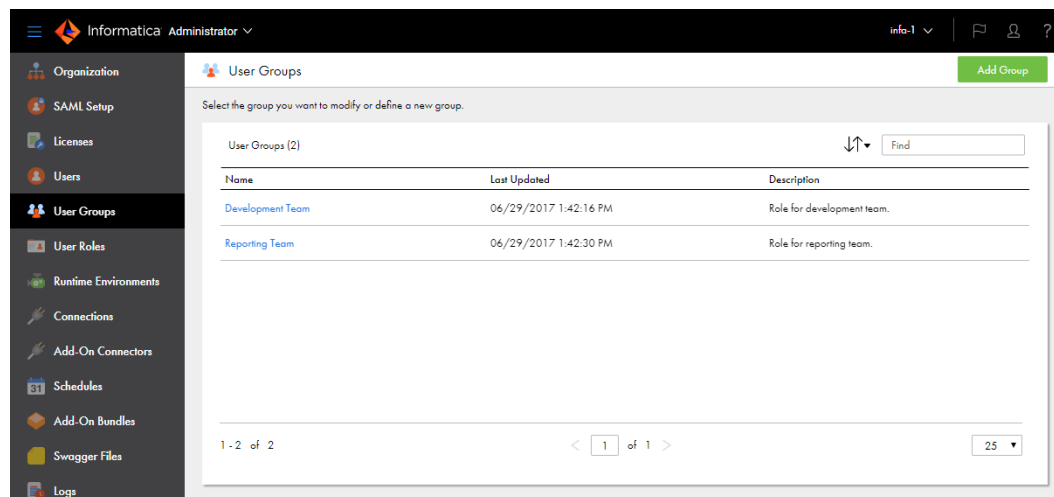 Informatica Administrator
infa-1
?
Organization
SAML Setup
Licenses
Users
User Groups
User Roles
Runtime Environments
Connections
Add-On Connectors
31 Schedules
Add-On Bundles
Swagger Files
Logs
User Groups
Add Group
Select the group you want to modify or define a new group.
User Groups (2)
Find
Name Last Updated Description
Development Team 06/29/2017 1:42:16 PM Role for development team.
Reporting Team 06/29/2017 1:42:30 PM Role for reporting team.
1 - 2 of 2
< 1 of 1 >
25